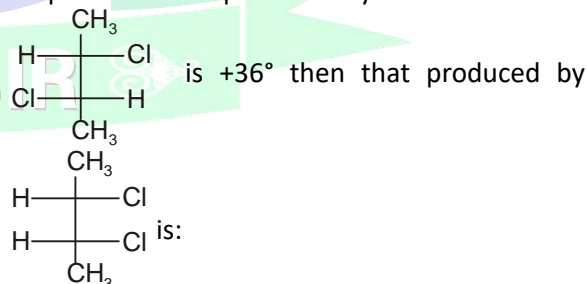 CH₃
H Cl
is +36° then that produced by
Cl H
CH₃
CH₃
H Cl
is:
H Cl
CH₃